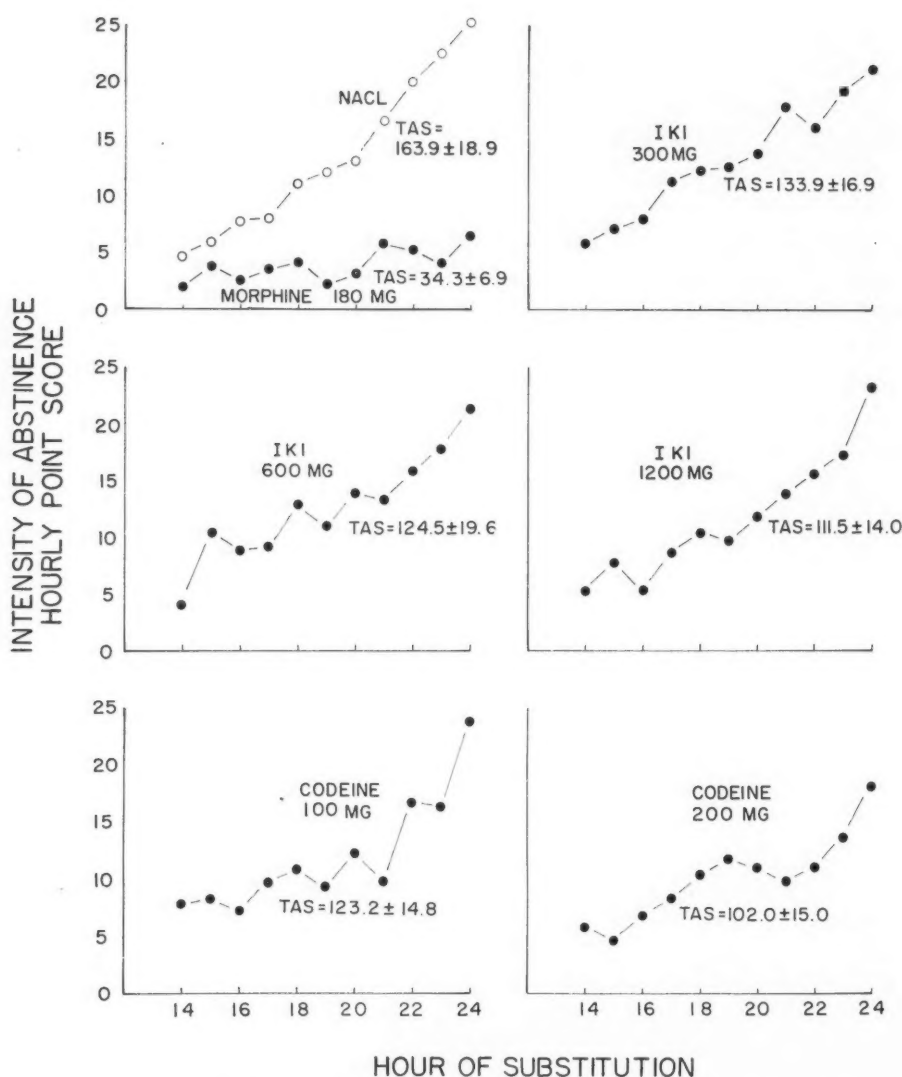 INTENSITY OF ABSTINENCE
HOURLY POINT SCORE
25
20
15
10
5
0
NACL
TAS=
163.9±18.9
TAS=34.3±6.9
MORPHINE 180 MG
IKI
300MG
TAS=133.9±16.9
25
20
15
10
5
0
IKI
600 MG
TAS=124.5±19.6
IKI
1200MG
TAS=111.5±14.0
25
20
15
10
5
0
CODEINE
100 MG
TAS=123.2±14.8
14 16 18 20 22 24
CODEINE
200 MG
TAS=102.0±15.0
14 16 18 20 22 24
HOUR OF SUBSTITUTION